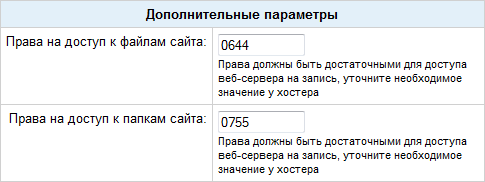 Дополнительные параметры
Права на доступ к файлам сайта:
0644
Права должны быть достаточными для доступа
веб-сервера на запись, уточните необходимое
значение у хостера
Права на доступ к папкам сайта:
0755
Права должны быть достаточными для доступа
веб-сервера на запись, уточните необходимое
значение у хостера